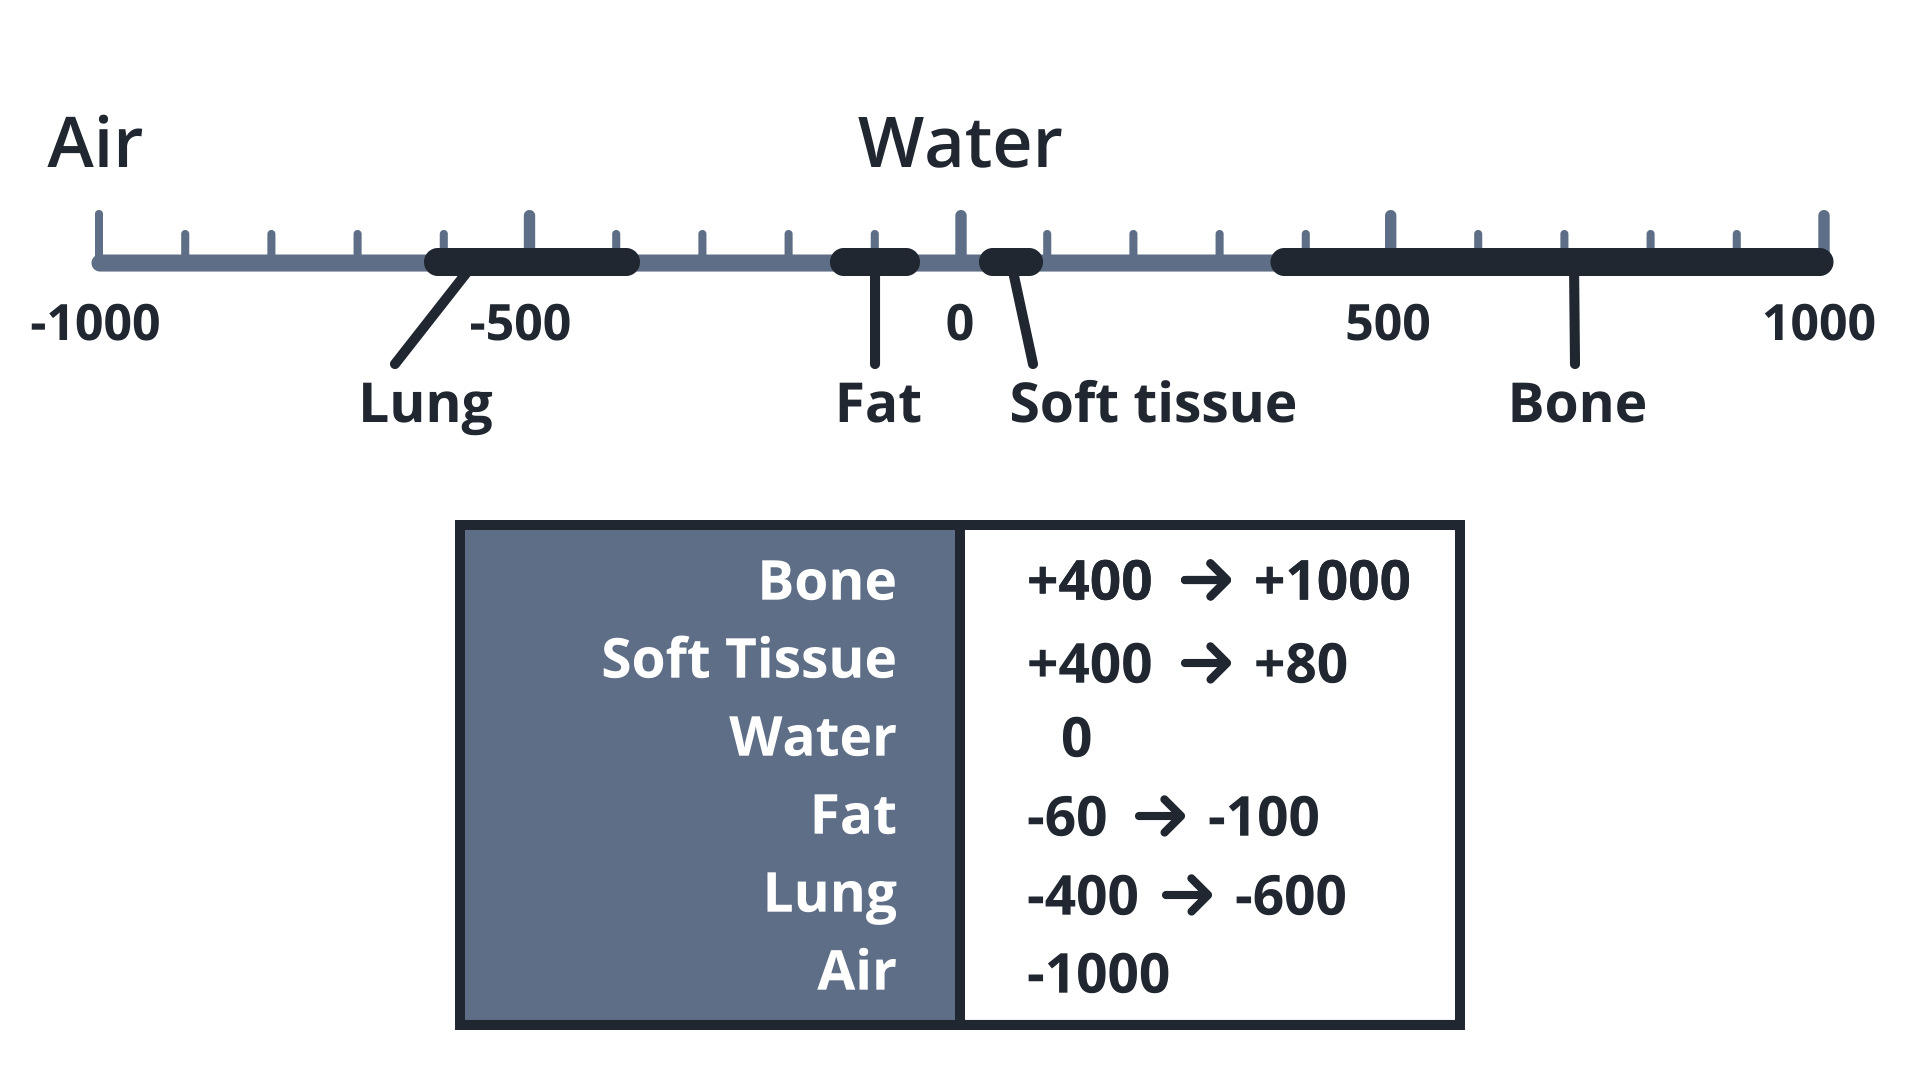 Air Water
-1000 -500 0 500 1000
Lung Fat Soft tissue Bone
Bone +400 → +1000
Soft Tissue +400 → +80
Water 0
Fat -60 → -100
Lung -400 → -600
Air -1000